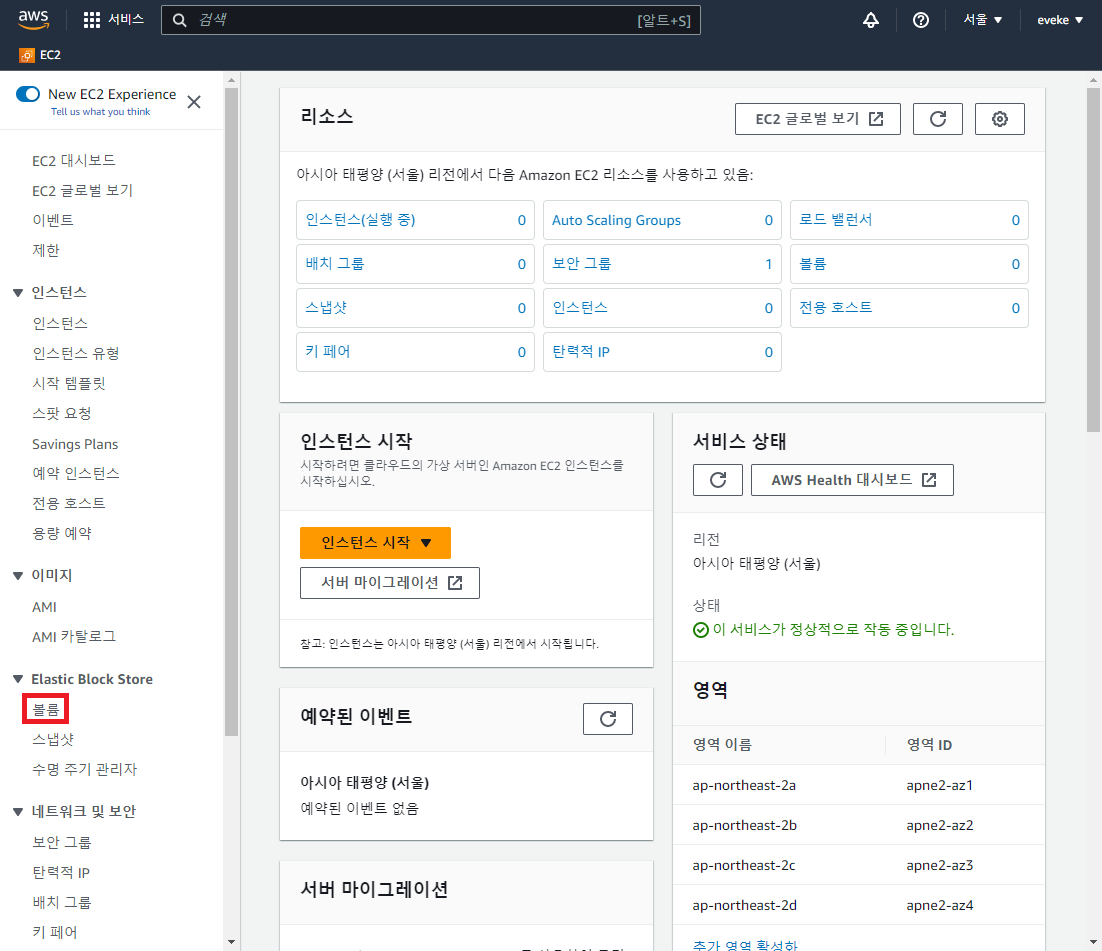 aws
서비스
검색
[알트+S]
서울 ▼
eveke ▼
EC2
New EC2 Experience
Tell us what you think
EC2 대시보드
EC2 글로벌 보기
이벤트
제한
▼ 인스턴스
인스턴스
인스턴스 유형
시작 템플릿
스팟 요청
Savings Plans
예약 인스턴스
전용 호스트
용량 예약
▼ 이미지
AMI
AMI 카탈로그
▼ Elastic Block Store
볼륨
스냅샷
수명 주기 관리자
▼ 네트워크 및 보안
보안 그룹
탄력적 IP
배치 그룹
키 페어
리소스
EC2 글로벌 보기
아시아 태평양 (서울) 리전에서 다음 Amazon EC2 리소스를 사용하고 있음:
인스턴스(실행 중) 0
Auto Scaling Groups 0
로드 밸런서 0
배치 그룹 0
보안 그룹 1
볼륨 0
스냅샷 0
인스턴스 0
전용 호스트 0
키 페어 0
탄력적 IP 0
인스턴스 시작
시작하려면 클라우드의 가상 서버인 Amazon EC2 인스턴스를
시작하십시오.
인스턴스 시작 ▼
서버 마이그레이션
참고: 인스턴스는 아시아 태평양 (서울) 리전에서 시작됩니다.
예약된 이벤트
아시아 태평양 (서울)
예약된 이벤트 없음
서버 마이그레이션
서비스 상태
AWS Health 대시보드
리전
아시아 태평양 (서울)
상태
이 서비스가 정상적으로 작동 중입니다.
영역
영역 이름 영역 ID
ap-northeast-2a apne2-az1
ap-northeast-2b apne2-az2
ap-northeast-2c apne2-az3
ap-northeast-2d apne2-az4
추가 영역 활성화